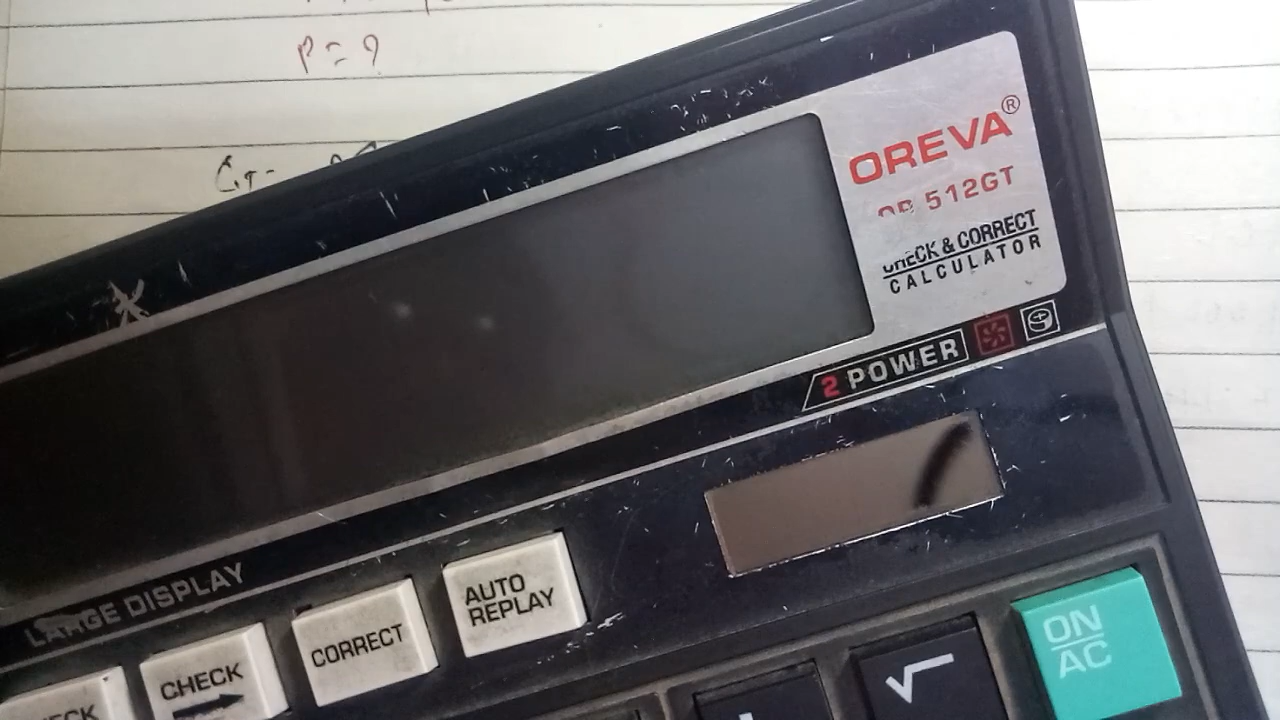 P = ?
OREVA®
OR 512GT
CHECK & CORRECT
CALCULATOR
2 POWER
LARGE DISPLAY
AUTO
REPLAY
CORRECT
CHECK
√
ON
AC